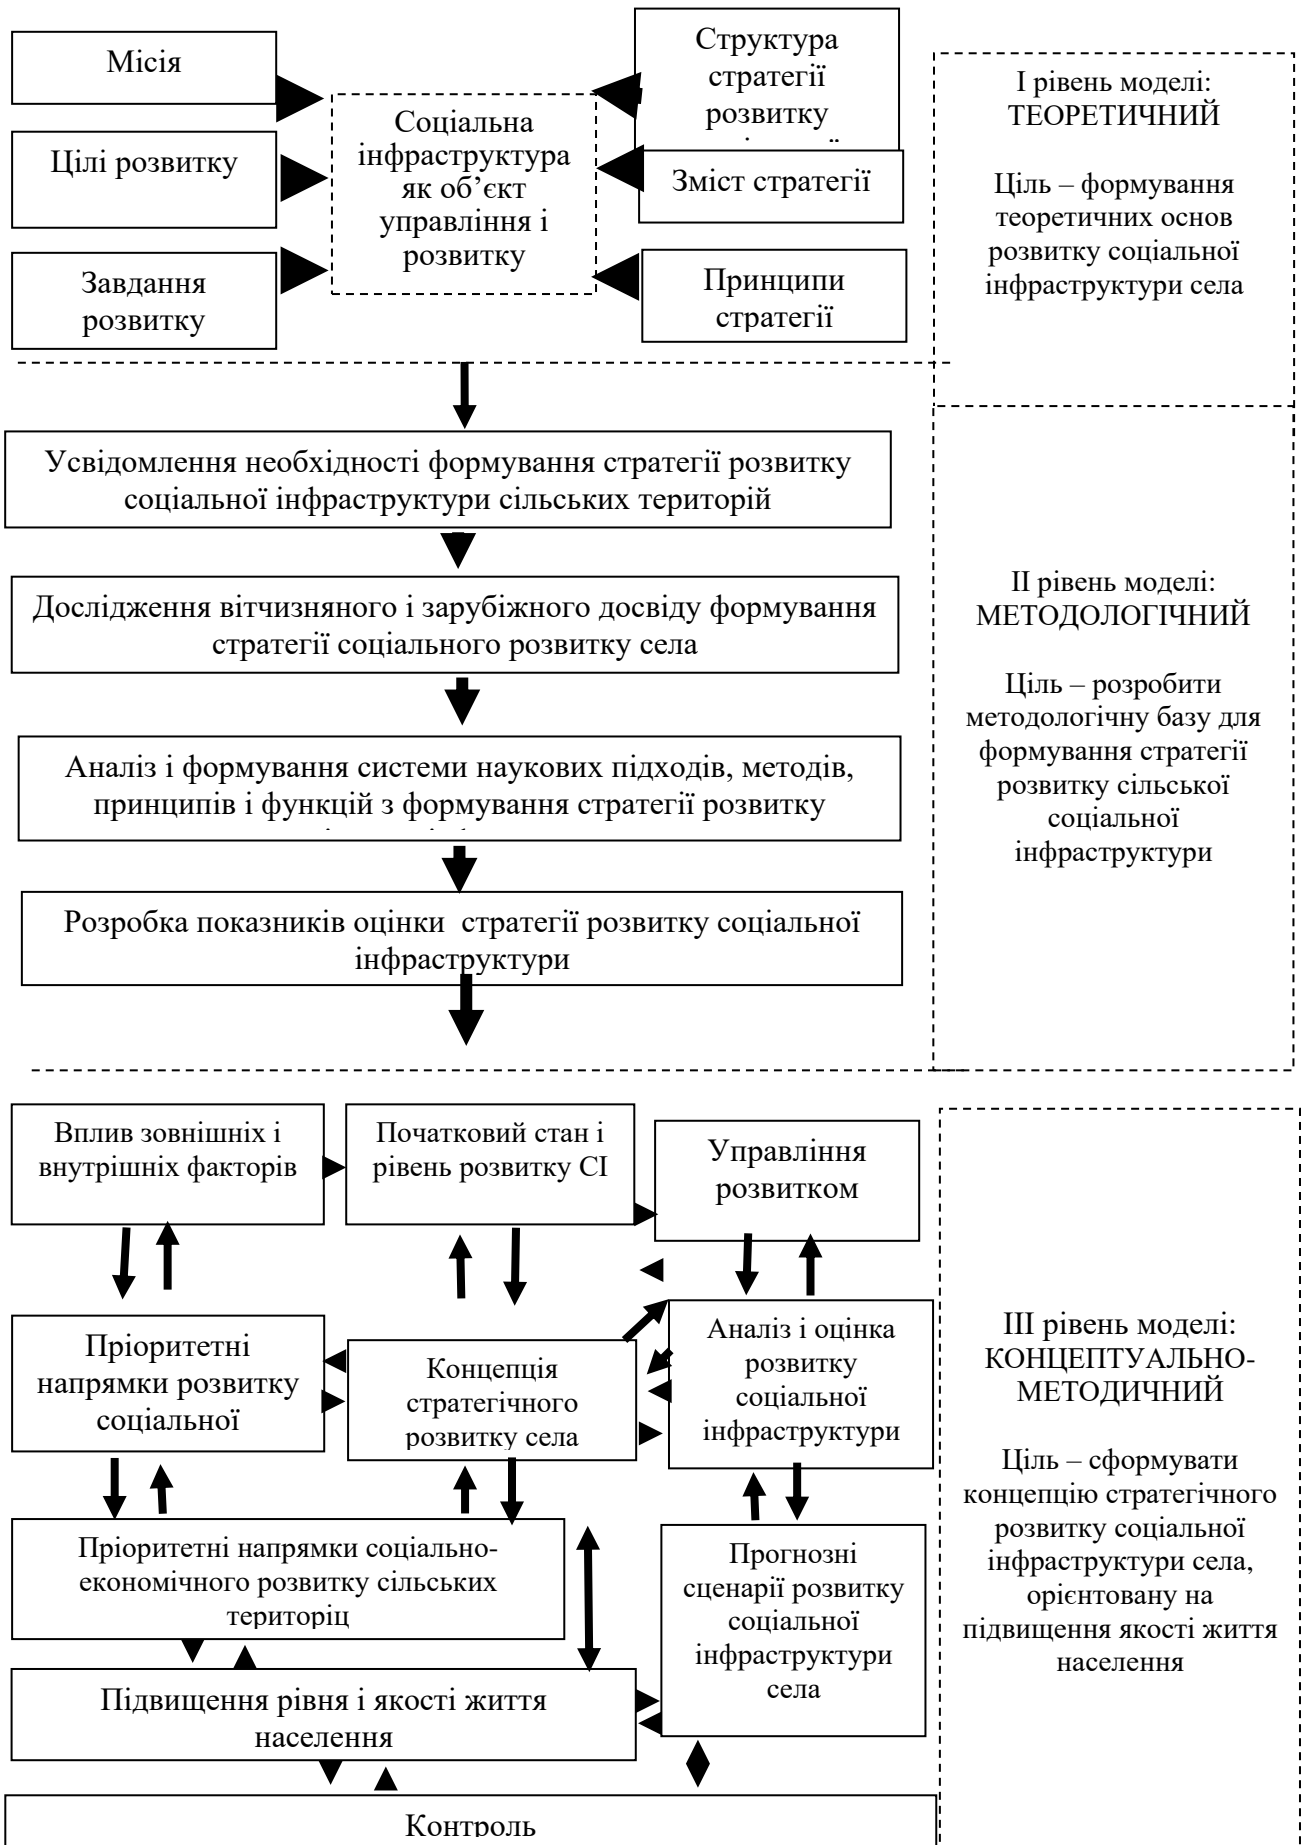 Місія
Цілі розвитку
Завдання
розвитку
Соціальна
інфраструктура
як об’єкт
управління і
розвитку
Структура
стратегії
розвитку
Зміст стратегії
Принципи
стратегії
І рівень моделі:
ТЕОРЕТИЧНИЙ
Ціль – формування
теоретичних основ
розвитку соціальної
інфраструктури села
Усвідомлення необхідності формування стратегії розвитку
соціальної інфраструктури сільських територій
Дослідження вітчизняного і зарубіжного досвіду формування
стратегії соціального розвитку села
Аналіз і формування системи наукових підходів, методів,
принципів і функцій з формування стратегії розвитку
Розробка показників оцінки стратегії розвитку соціальної
інфраструктури
ІІ рівень моделі:
МЕТОДОЛОГІЧНИЙ
Ціль – розробити
методологічну базу для
формування стратегії
розвитку сільської
соціальної
інфраструктури
Вплив зовнішніх і
внутрішніх факторів
Початковий стан і
рівень розвитку СІ
Управління
розвитком
Пріоритетні
напрямки розвитку
соціальної
Концепція
стратегічного
розвитку села
Аналіз і оцінка
розвитку
соціальної
інфраструктури
Пріоритетні напрямки соціально-
економічного розвитку сільських
територіц
Прогнозні
сценарії розвитку
соціальної
інфраструктури
села
Підвищення рівня і якості життя
населення
Контроль
ІІІ рівень моделі:
КОНЦЕПТУАЛЬНО-
МЕТОДИЧНИЙ
Ціль – сформувати
концепцію стратегічного
розвитку соціальної
інфраструктури села,
орієнтовану на
підвищення якості життя
населення